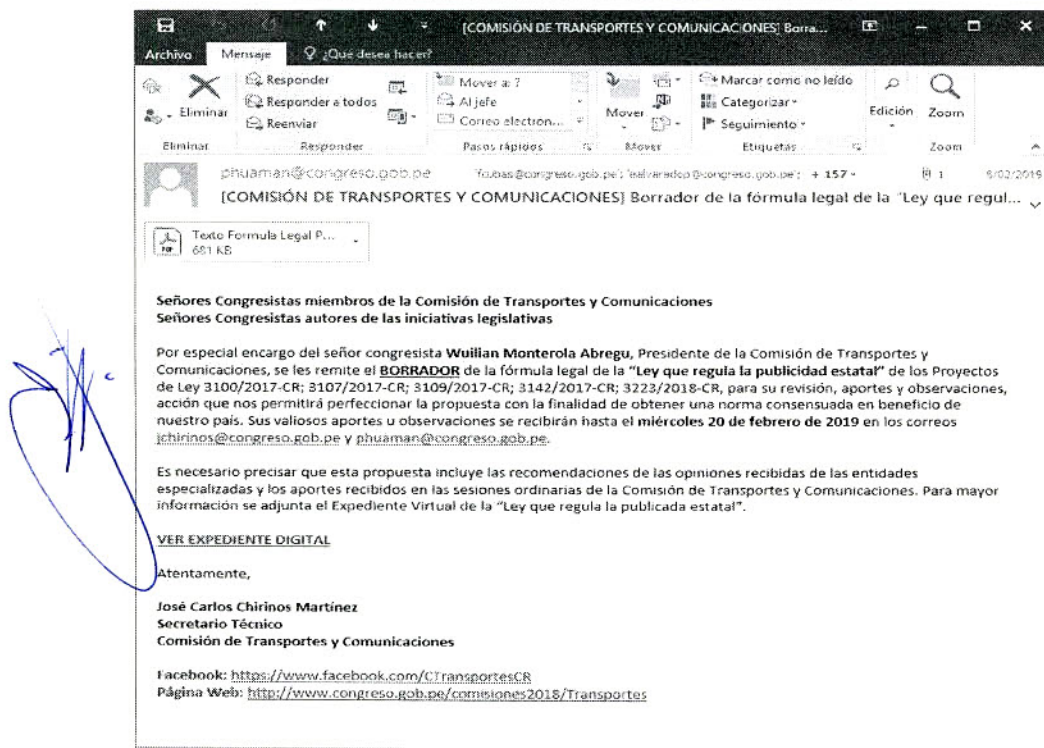 [COMISIÓN DE TRANSPORTES Y COMUNICACIONES] Borra...
Archivo Mensaje ¿Qué desea hacer?
Eliminar
Responder
Responder a todos
Reenviar
Mover a: ?
Al jefe
Correo electrón...
Mover
Marcar como no leído
Categorizar
Seguimiento
Edición
Zoom
Eliminar Responder Pasos rápidos Mover Etiquetas Zoom
phuaman@congreso.gob.pe + 157 1 6/02/2019
[COMISIÓN DE TRANSPORTES Y COMUNICACIONES] Borrador de la fórmula legal de la "Ley que regul...
Texto Formula Legal P...
PDF 681 KB
Señores Congresistas miembros de la Comisión de Transportes y Comunicaciones
Señores Congresistas autores de las iniciativas legislativas
Por especial encargo del señor congresista Wuilian Monterola Abregu, Presidente de la Comisión de Transportes y
Comunicaciones, se les remite el BORRADOR de la fórmula legal de la "Ley que regula la publicidad estatal" de los Proyectos
de Ley 3100/2017-CR; 3107/2017-CR; 3109/2017-CR; 3142/2017-CR; 3223/2018-CR, para su revisión, aportes y observaciones,
acción que nos permitirá perfeccionar la propuesta con la finalidad de obtener una norma consensuada en beneficio de
nuestro país. Sus valiosos aportes u observaciones se recibirán hasta el miércoles 20 de febrero de 2019 en los correos
jchirinos@congreso.gob.pe y phuaman@congreso.gob.pe.
Es necesario precisar que esta propuesta incluye las recomendaciones de las opiniones recibidas de las entidades
especializadas y los aportes recibidos en las sesiones ordinarias de la Comisión de Transportes y Comunicaciones. Para mayor
información se adjunta el Expediente Virtual de la "Ley que regula la publicada estatal".
VER EXPEDIENTE DIGITAL
Atentamente,
José Carlos Chirinos Martínez
Secretario Técnico
Comisión de Transportes y Comunicaciones
Facebook: https://www.facebook.com/CTransportesCR
Página Web: http://www.congreso.gob.pe/comisiones2018/Transportes